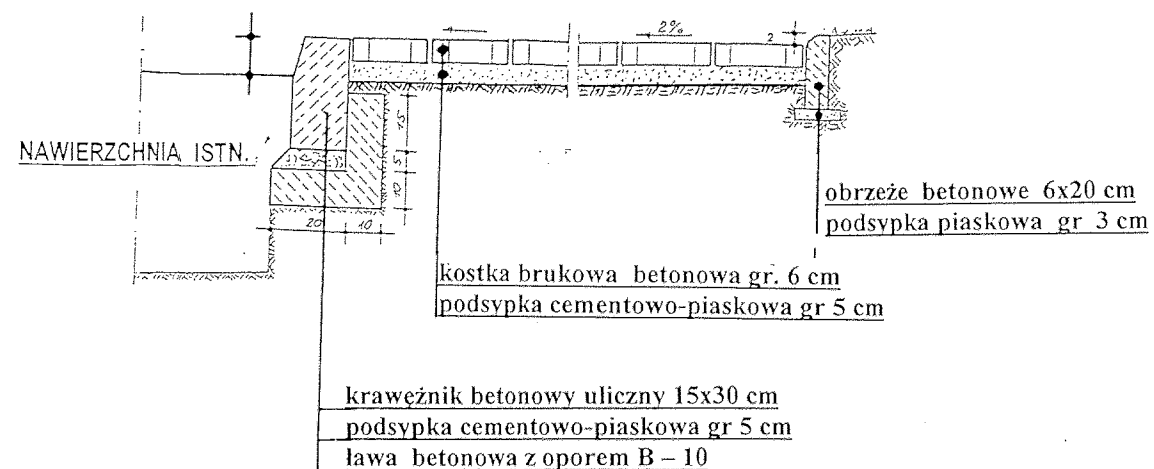 2%
2
15
NAWIERZCHNIA ISTN.
5
10
obrzeże betonowe 6x20 cm
20
10
podsypka piaskowa gr 3 cm
kostka brukowa betonowa gr. 6 cm
podsypka cementowo-piaskowa gr 5 cm
krawężnik betonowy uliczny 15x30 cm
podsypka cementowo-piaskowa gr 5 cm
ława betonowa z oporem B – 10